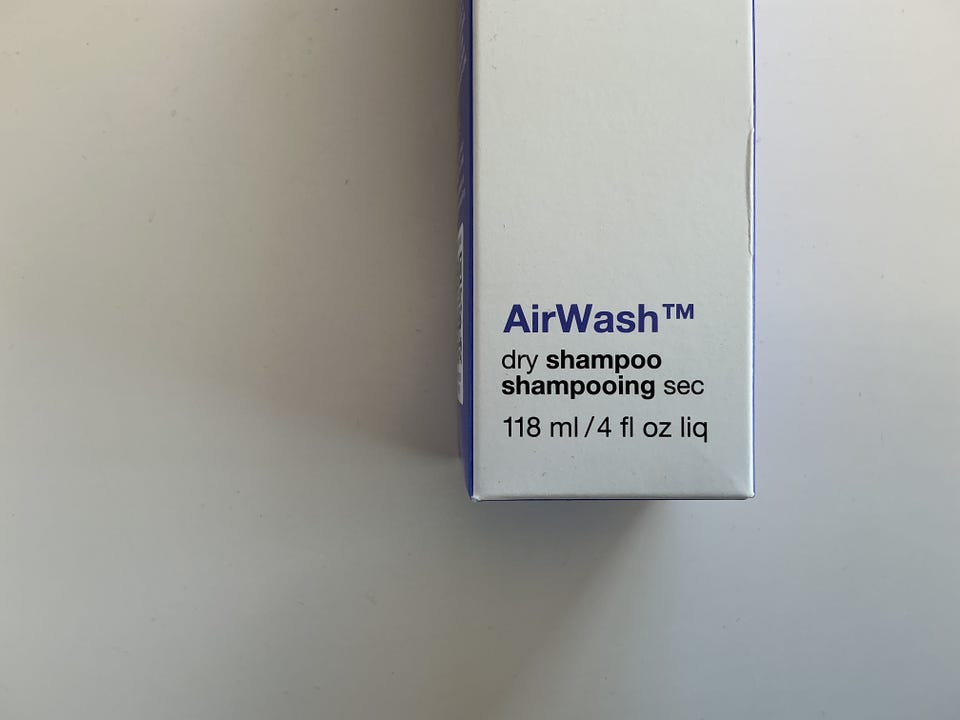 AirWash™
dry shampoo
shampooing sec
118 ml/4 fl oz liq